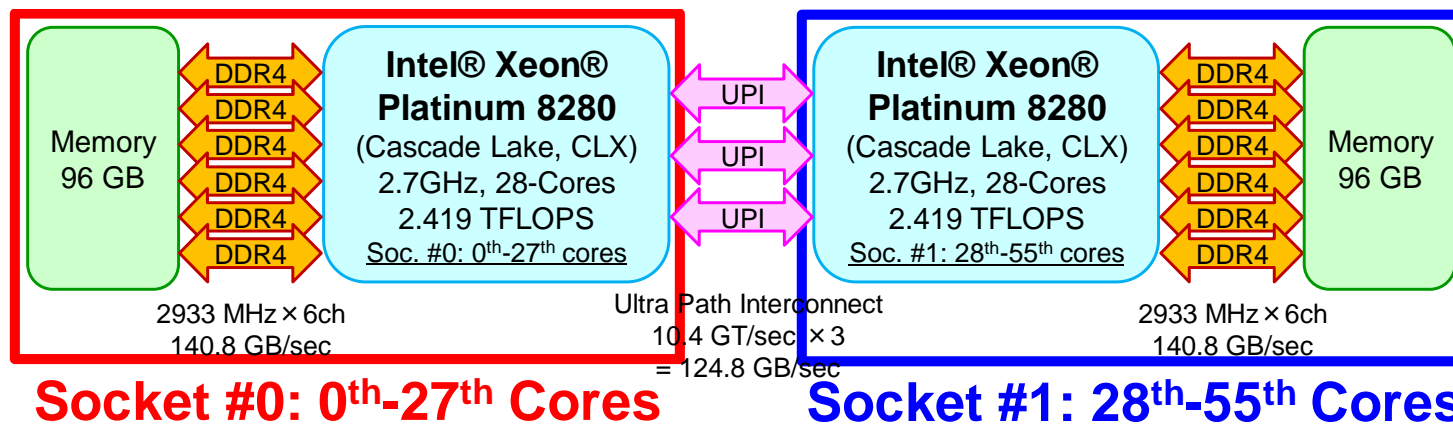 Memory
96 GB
DDR4
DDR4
DDR4
DDR4
DDR4
DDR4
Intel® Xeon®
Platinum 8280
(Cascade Lake, CLX)
2.7GHz, 28-Cores
2.419 TFLOPS
Soc. #0: 0th-27th cores
2933 MHz×6ch
140.8 GB/sec
UPI
UPI
UPI
Ultra Path Interconnect
10.4 GT/sec ×3
= 124.8 GB/sec
Intel® Xeon®
Platinum 8280
(Cascade Lake, CLX)
2.7GHz, 28-Cores
2.419 TFLOPS
Soc. #1: 28th-55th cores
DDR4
DDR4
DDR4
DDR4
DDR4
DDR4
Memory
96 GB
2933 MHz×6ch
140.8 GB/sec
Socket #0: 0th-27th Cores
Socket #1: 28th-55th Cores